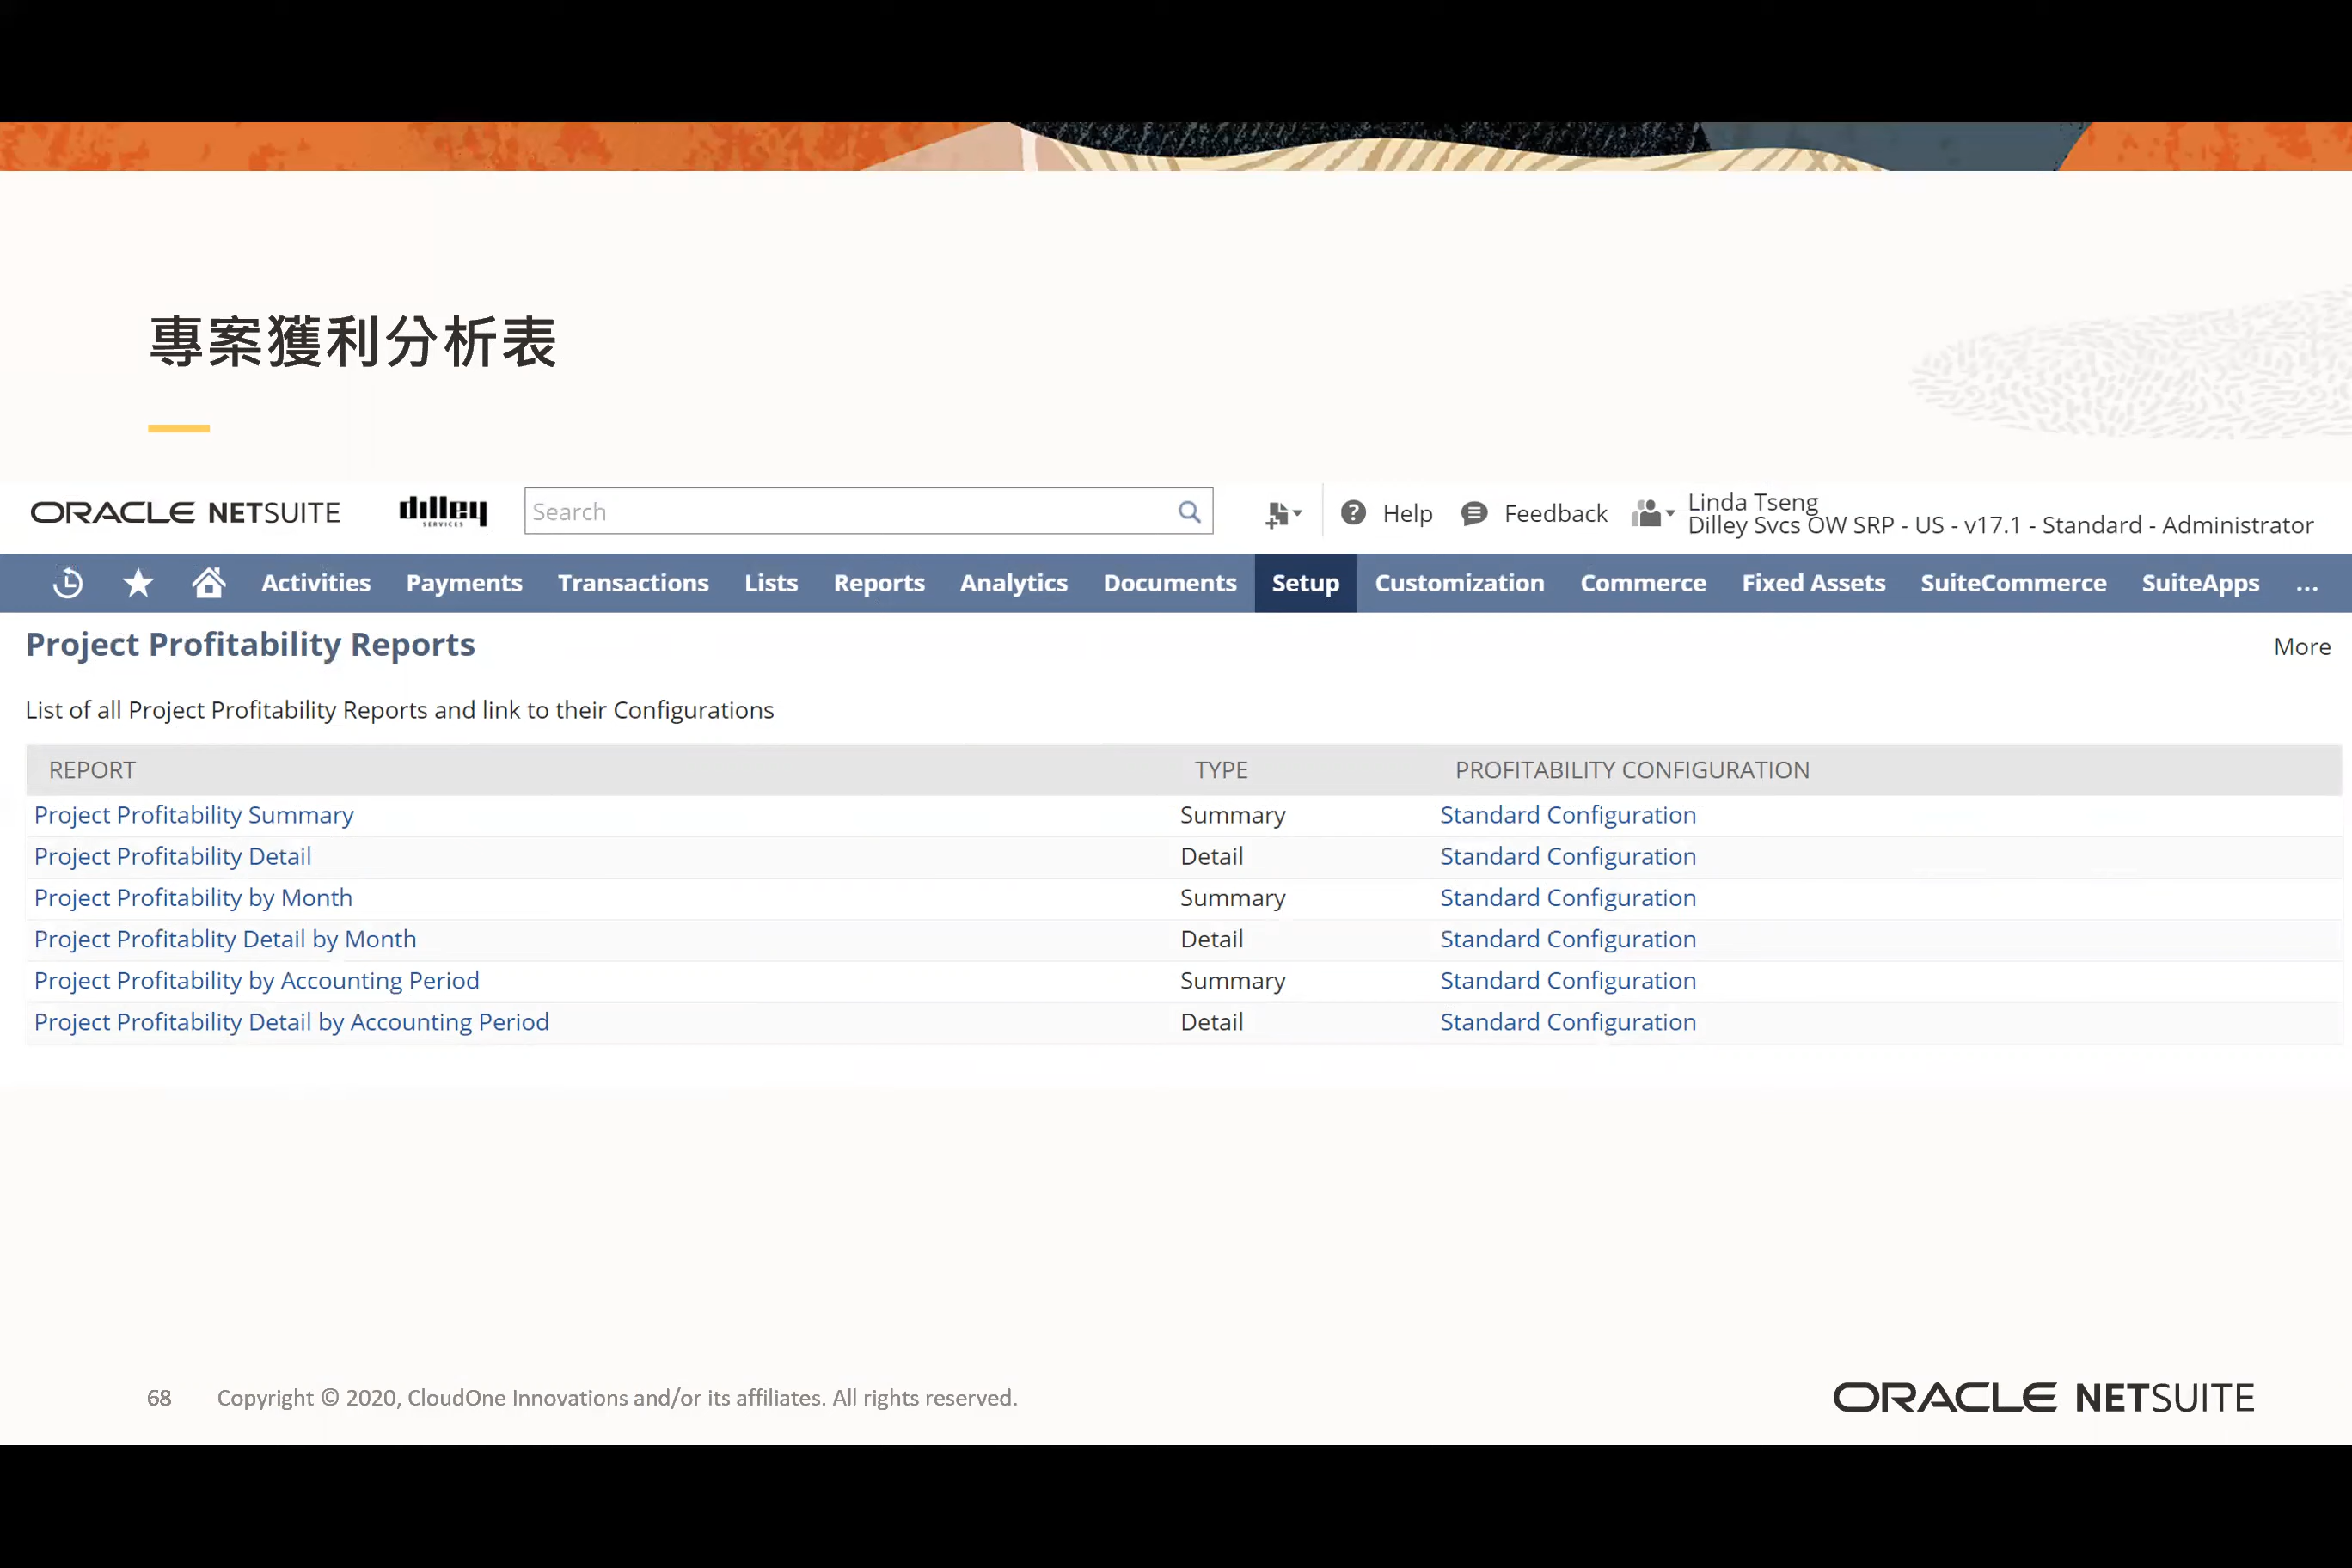 專案獲利分析表
ORACLE NETSUITE dilley SERVICES Search Help Feedback Linda Tseng
Dilley Svcs OW SRP - US - v17.1 - Standard - Administrator
Activities Payments Transactions Lists Reports Analytics Documents Setup Customization Commerce Fixed Assets SuiteCommerce SuiteApps ...
Project Profitability Reports More
List of all Project Profitability Reports and link to their Configurations
REPORT TYPE PROFITABILITY CONFIGURATION
Project Profitability Summary Summary Standard Configuration
Project Profitability Detail Detail Standard Configuration
Project Profitability by Month Summary Standard Configuration
Project Profitablity Detail by Month Detail Standard Configuration
Project Profitability by Accounting Period Summary Standard Configuration
Project Profitability Detail by Accounting Period Detail Standard Configuration
68 Copyright © 2020, CloudOne Innovations and/or its affiliates. All rights reserved. ORACLE NETSUITE